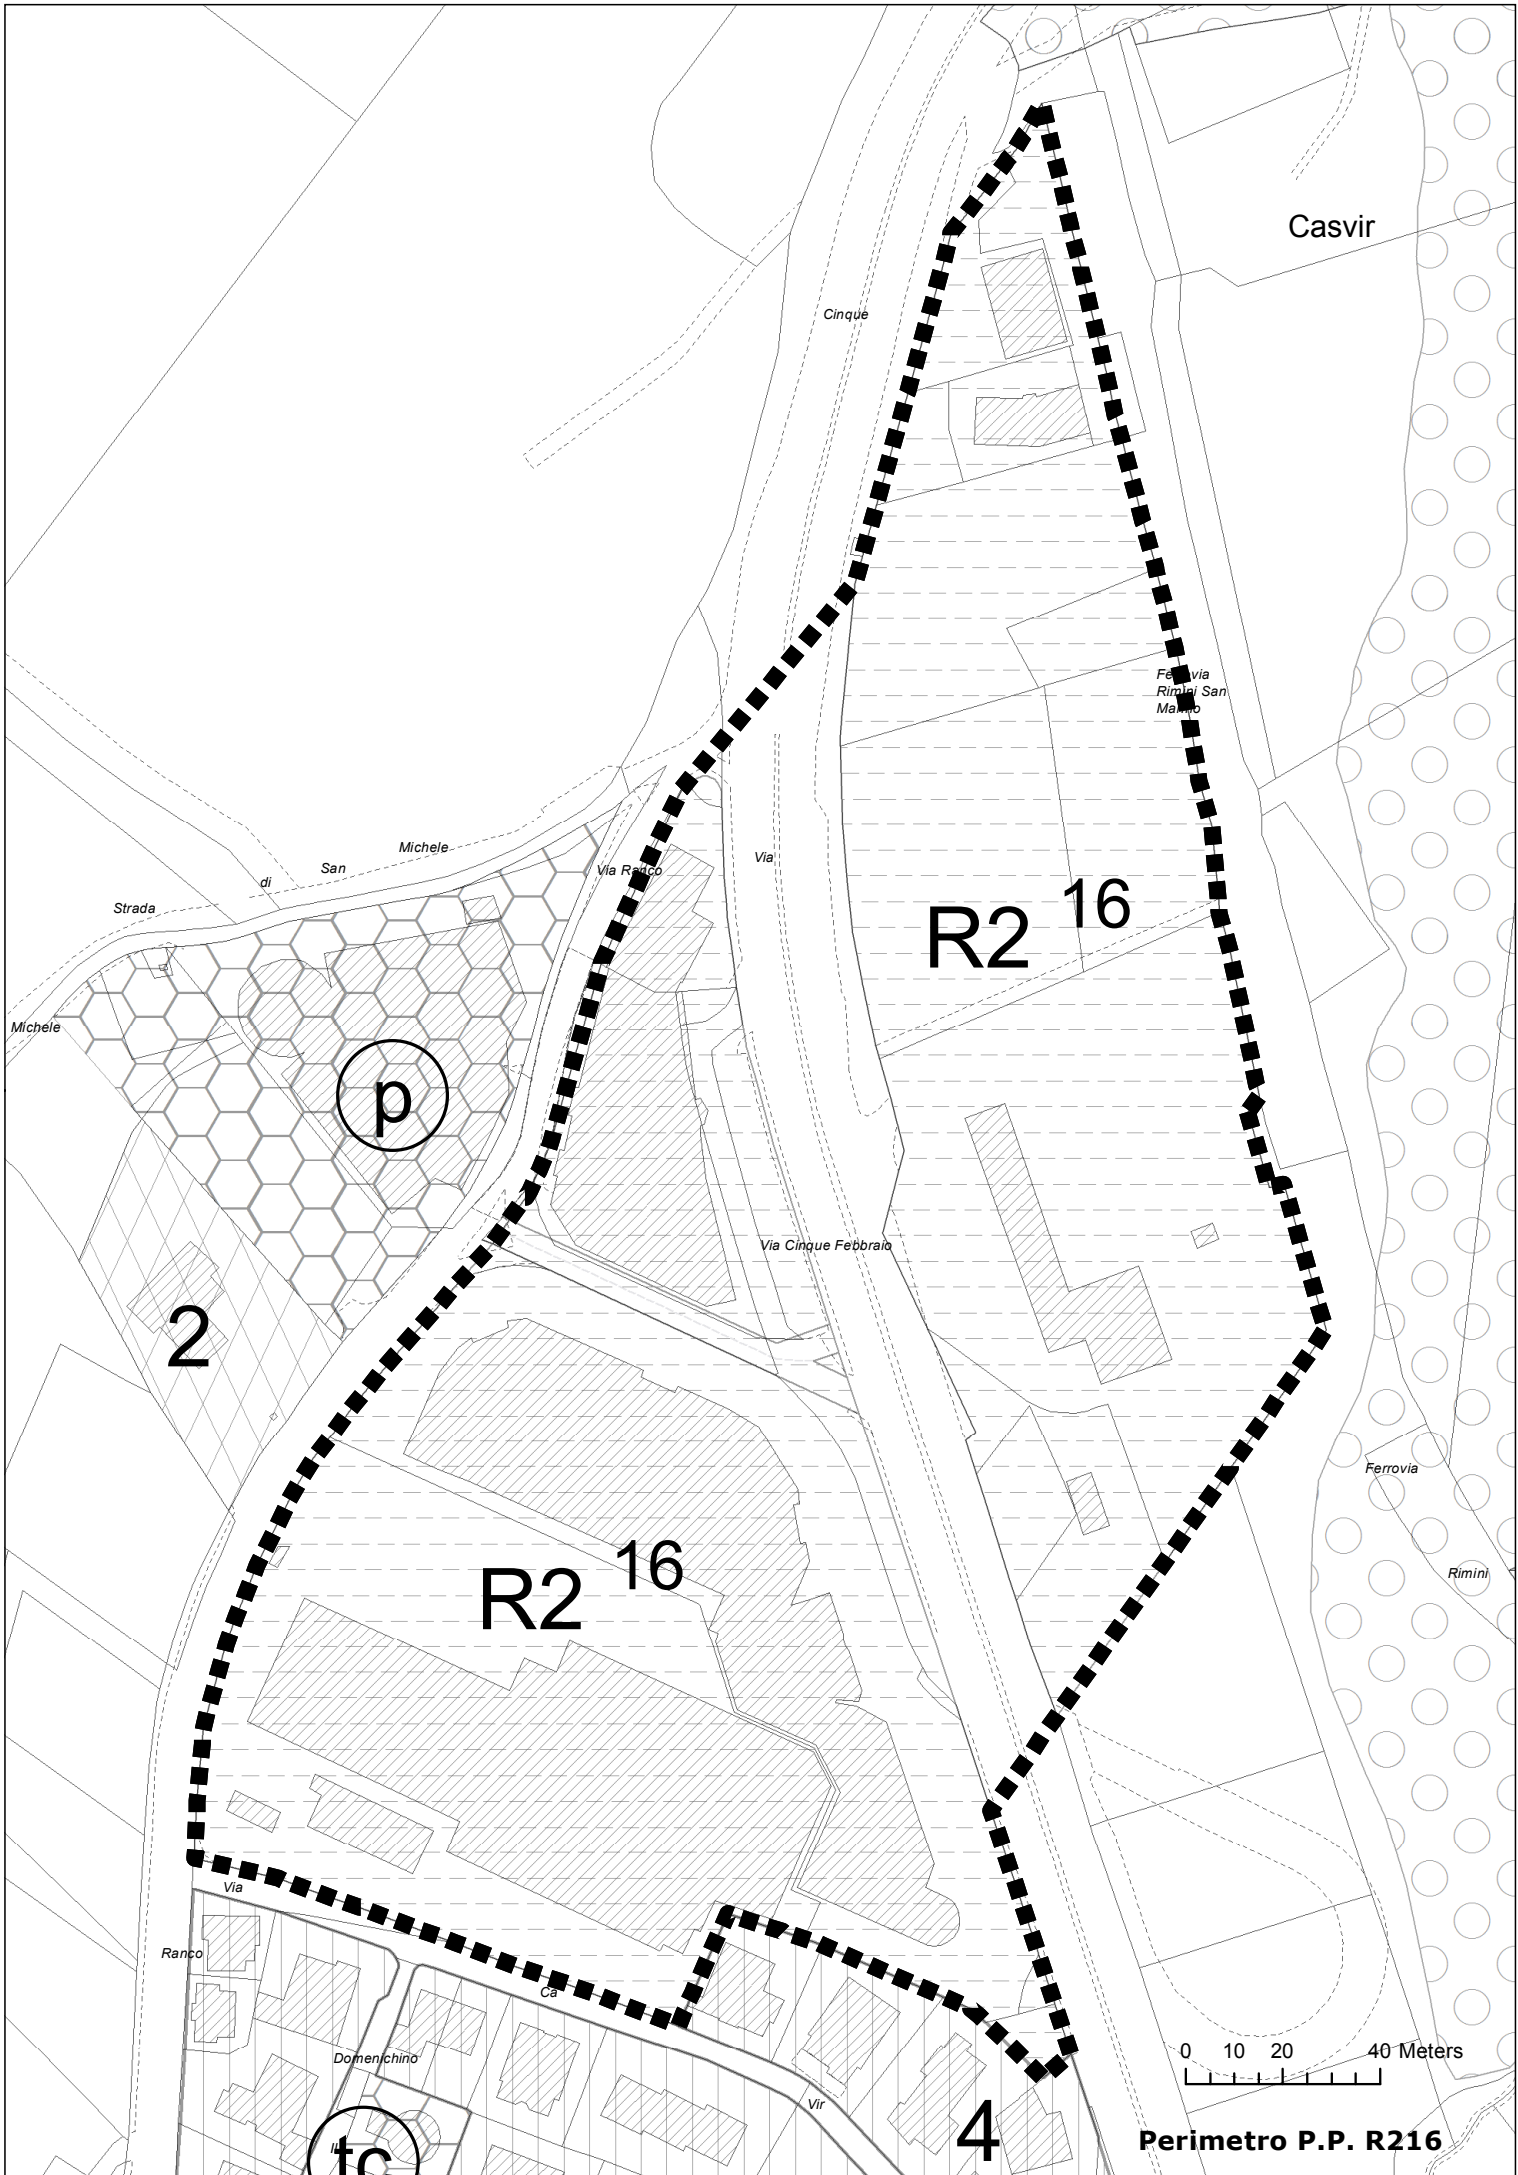 Casvir
Cinque
Ferrovia
Rimini San
Marino
Michele
San
di
Strada
Via Ranco
Via
16
R2
Michele
p
Via Cinque Febbraio
2
Ferrovia
16
R2
Rimini
Via
Ranco
Ca
Domenichino
0 10 20 40 Meters
Vir
4
Perimetro P.P. R216
tc